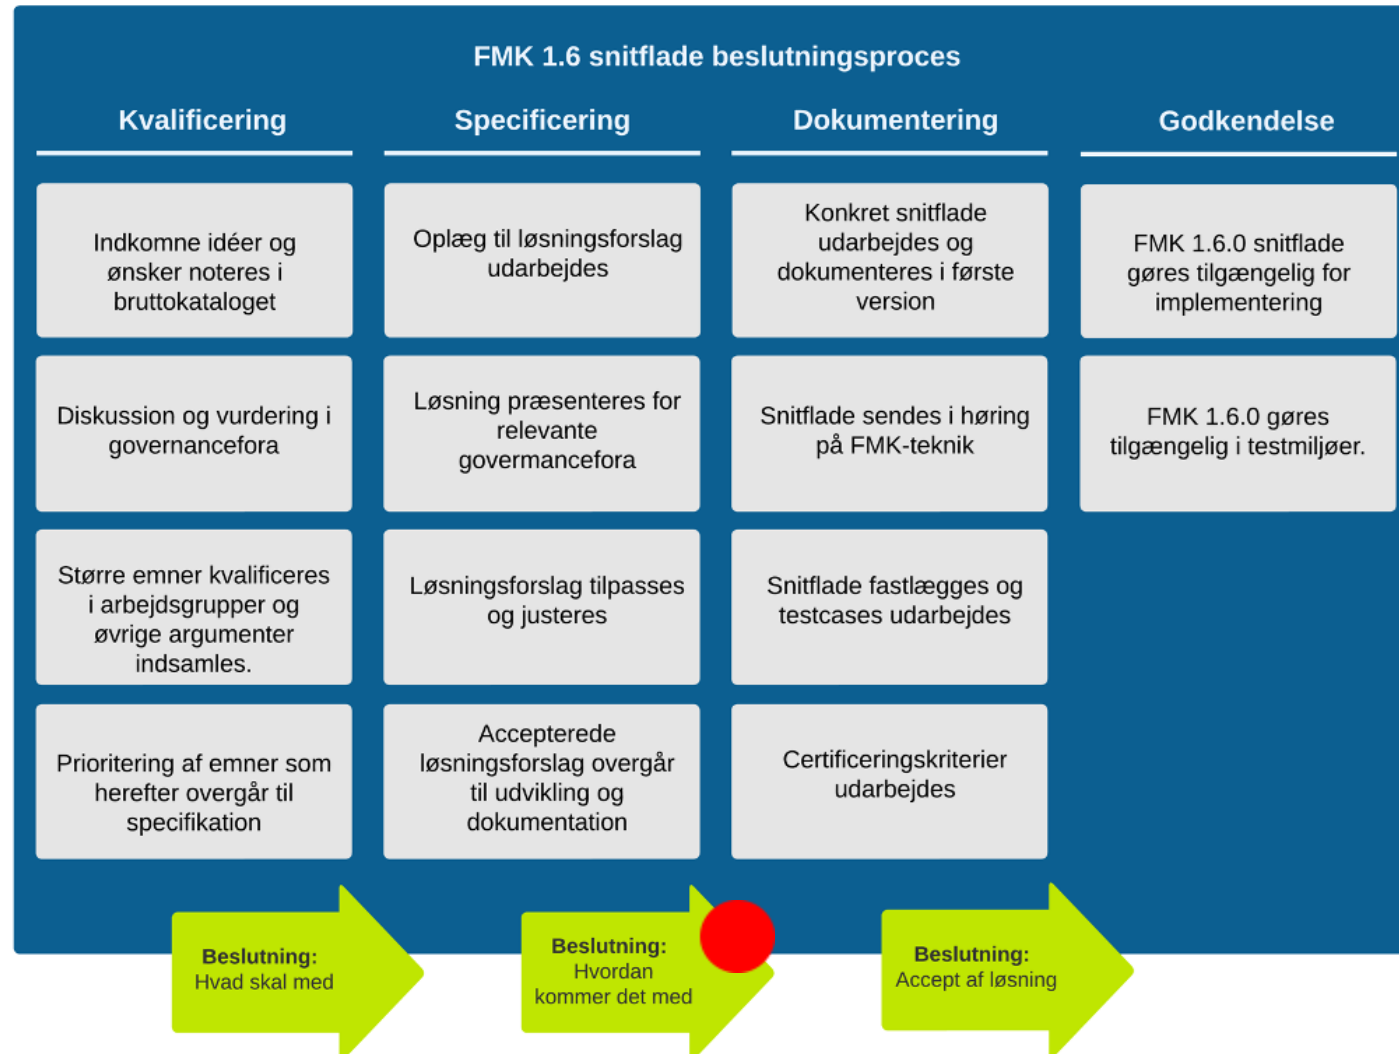 FMK 1.6 snitflade beslutningsproces
Kvalificering
Indkomne idéer og
ønsker noteres i
bruttokataloget
Diskussion og vurdering i
governancefora
Større emner kvalificeres
i arbejdsgrupper og
øvrige argumenter
indsamles.
Prioritering af emner som
herefter overgår til
specifikation
Specificering
Oplæg til løsningsforslag
udarbejdes
Løsning præsenteres for
relevante
govermancefora
Løsningsforslag tilpasses
og justeres
Accepterede
løsningsforslag overgår
til udvikling og
dokumentation
Dokumentering
Konkret snitflade
udarbejdes og
dokumenteres i første
version
Snitflade sendes i høring
på FMK-teknik
Snitflade fastlægges og
testcases udarbejdes
Certificeringskriterier
udarbejdes
Godkendelse
FMK 1.6.0 snitflade
gøres tilgængelig for
implementering
FMK 1.6.0 gøres
tilgængelig i testmiljøer.
Beslutning:
Hvad skal med
Beslutning:
Hvordan
kommer det med
Beslutning:
Accept af løsning